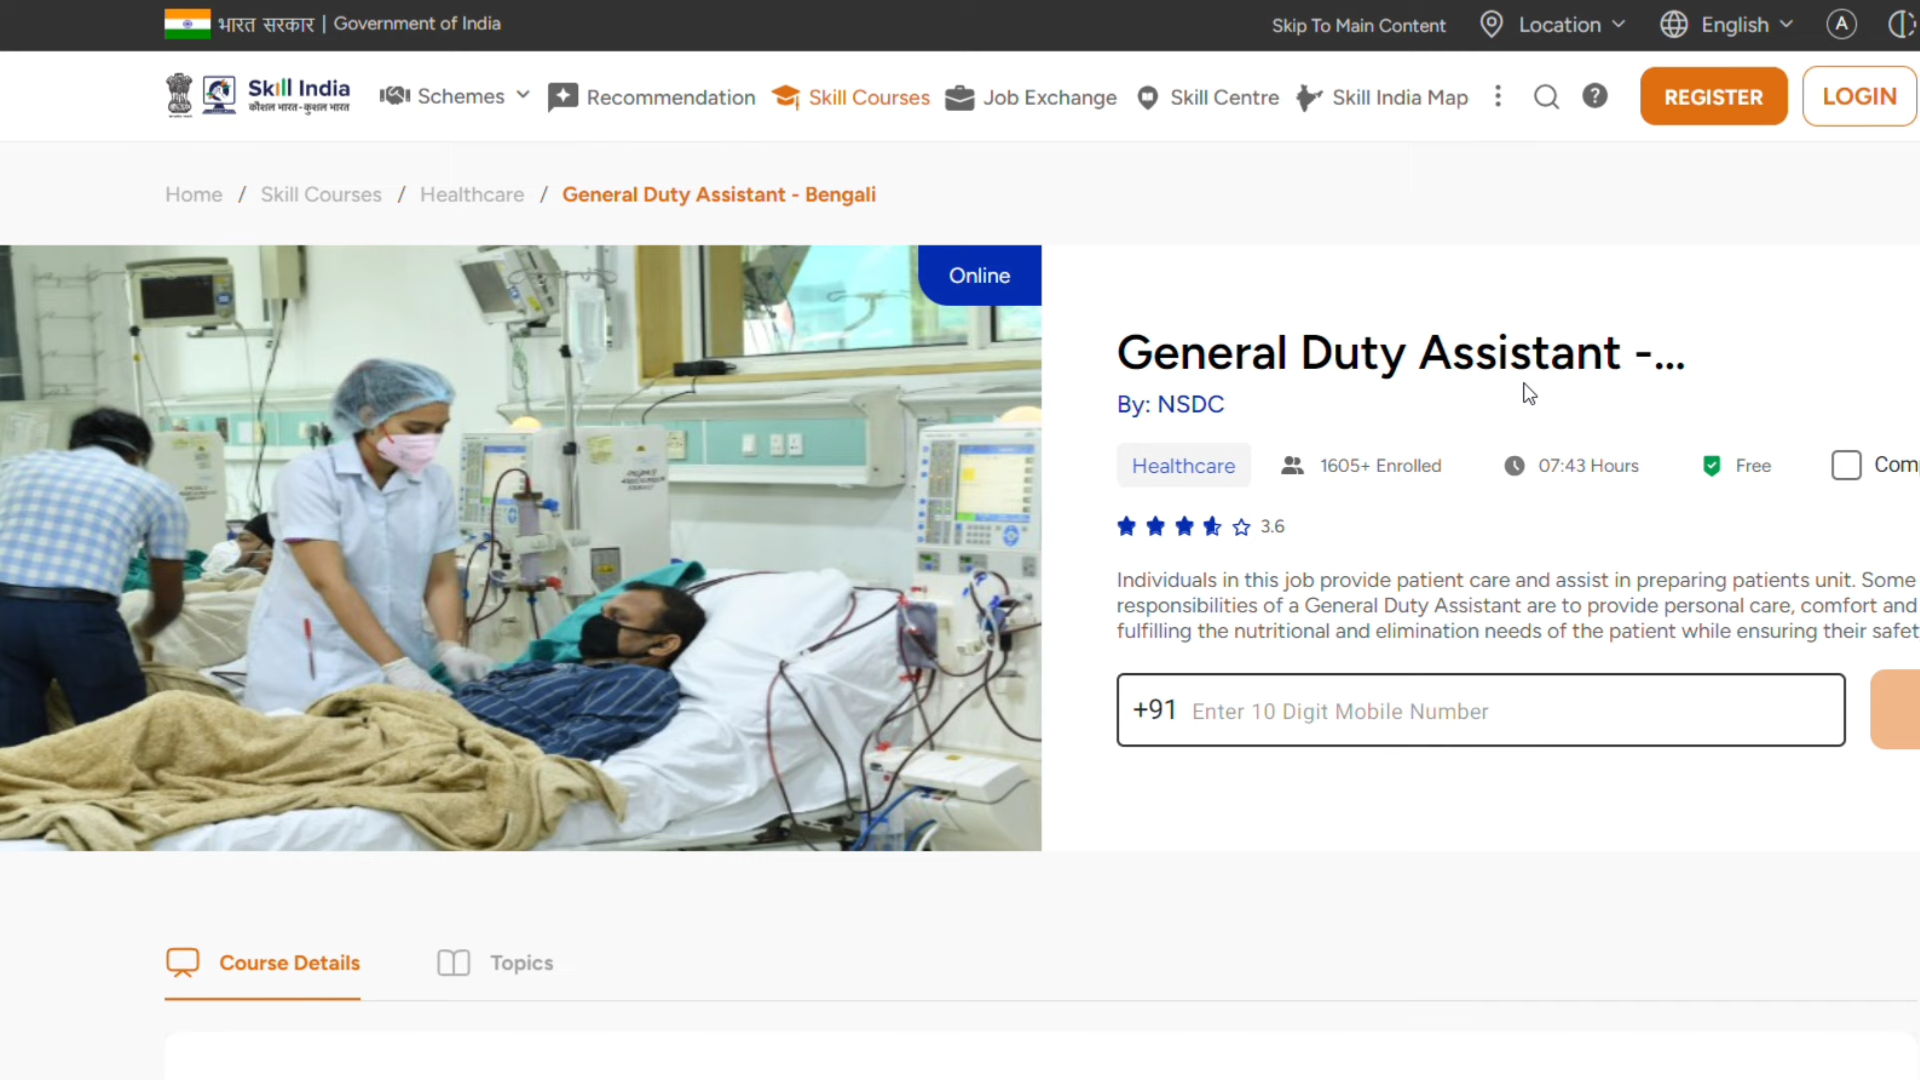 भारत सरकार | Government of India
Skip To Main Content
Location
English
A
Skill India
कौशल भारत - कुशल भारत
Schemes
Recommendation
Skill Courses
Job Exchange
Skill Centre
Skill India Map
?
REGISTER
LOGIN
Home / Skill Courses / Healthcare / General Duty Assistant - Bengali
Online
General Duty Assistant -...
By: NSDC
Healthcare
1605+ Enrolled
07:43 Hours
Free
Com
3.6
Individuals in this job provide patient care and assist in preparing patients unit. Some
responsibilities of a General Duty Assistant are to provide personal care, comfort and
fulfilling the nutritional and elimination needs of the patient while ensuring their safet
+91 Enter 10 Digit Mobile Number
Course Details
Topics